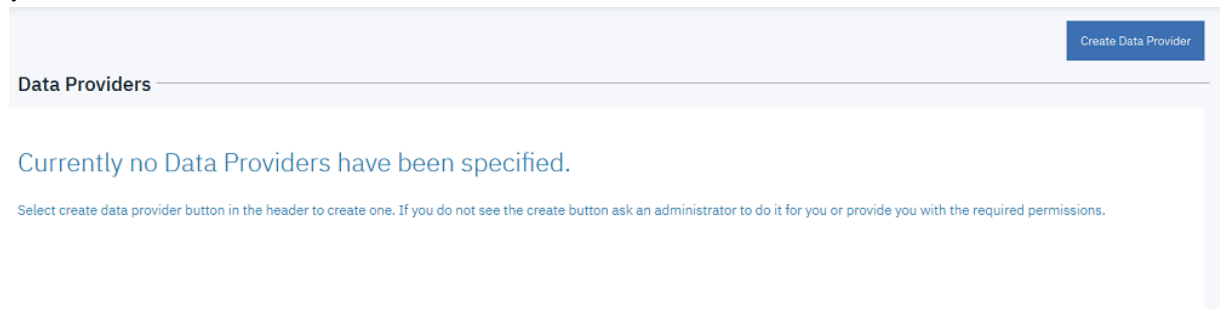 Create Data Provider
Data Providers
Currently no Data Providers have been specified.
Select create data provider button in the header to create one. If you do not see the create button ask an administrator to do it for you or provide you with the required permissions.